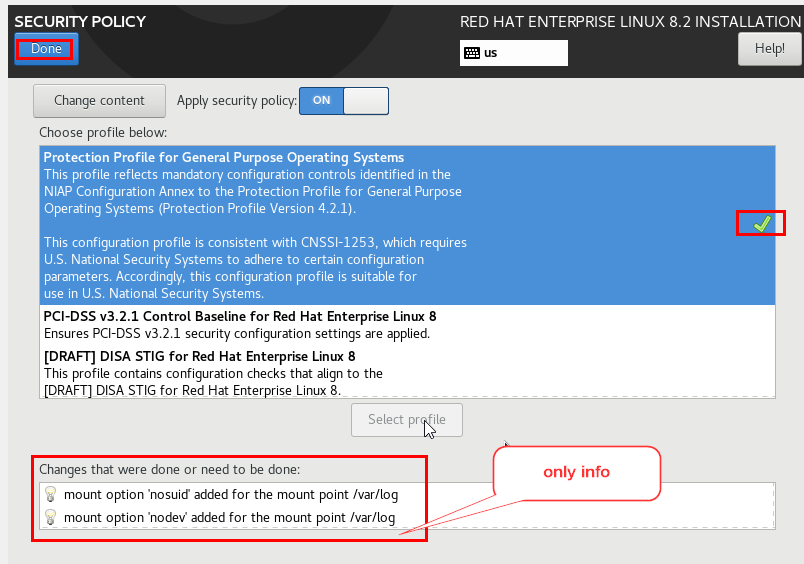 SECURITY POLICY
RED HAT ENTERPRISE LINUX 8.2 INSTALLATION
Done
us
Help!
Change content
Apply security policy:
ON
Choose profile below:
Protection Profile for General Purpose Operating Systems
This profile reflects mandatory configuration controls identified in the
NIAP Configuration Annex to the Protection Profile for General Purpose
Operating Systems (Protection Profile Version 4.2.1).
This configuration profile is consistent with CNSSI-1253, which requires
U.S. National Security Systems to adhere to certain configuration
parameters. Accordingly, this configuration profile is suitable for
use in U.S. National Security Systems.
PCI-DSS v3.2.1 Control Baseline for Red Hat Enterprise Linux 8
Ensures PCI-DSS v3.2.1 security configuration settings are applied.
[DRAFT] DISA STIG for Red Hat Enterprise Linux 8
This profile contains configuration checks that align to the
[DRAFT] DISA STIG for Red Hat Enterprise Linux 8.
Select profile
Changes that were done or need to be done:
only info
mount option 'nosuid' added for the mount point /var/log
mount option 'nodev' added for the mount point /var/log